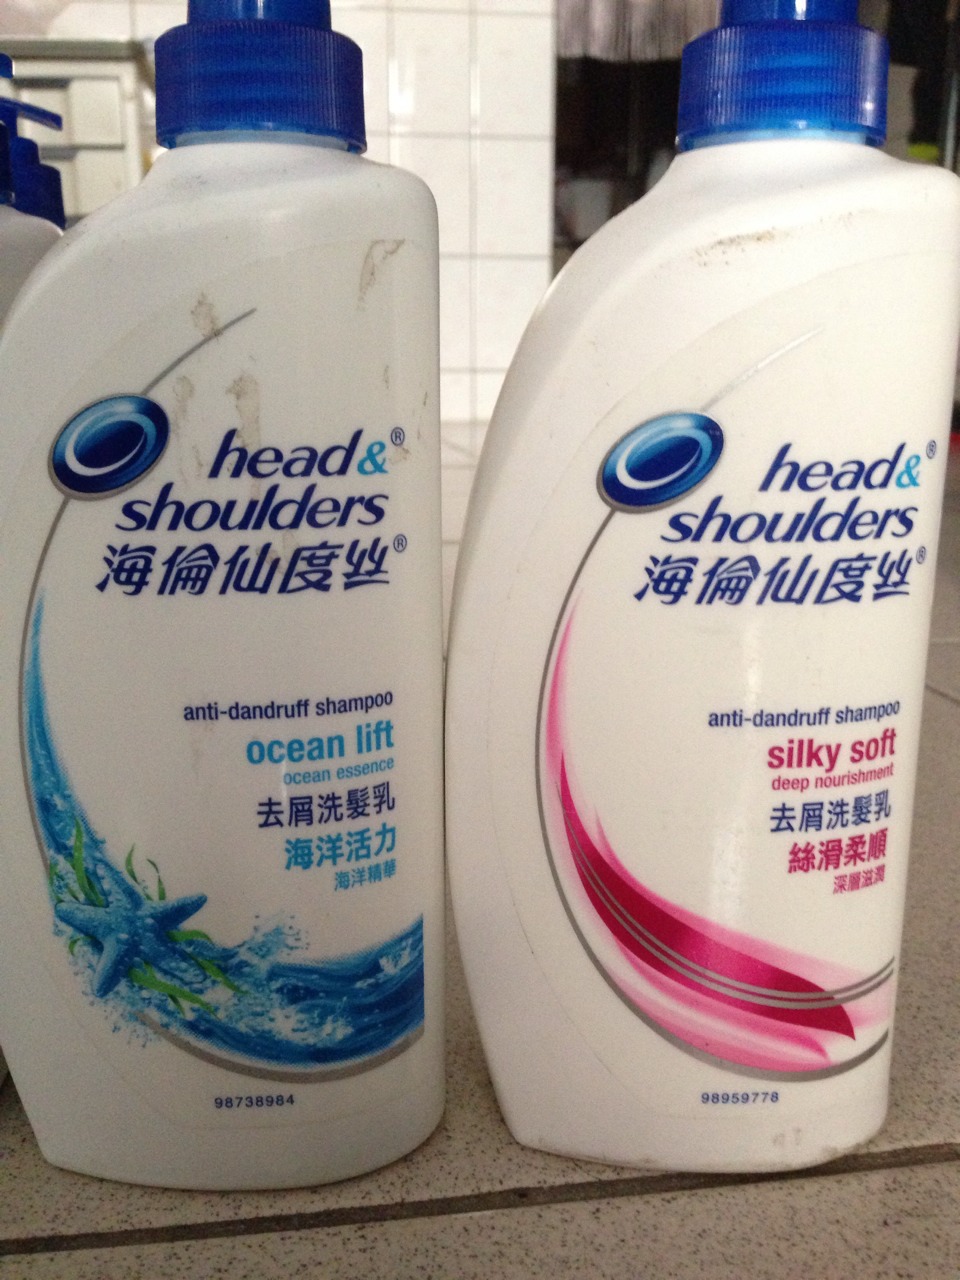 head&®
shoulders
海倫仙度丝®
anti-dandruff shampoo
ocean lift
ocean essence
去屑洗髮乳
海洋活力
海洋精華
98738984
head&®
shoulders
海倫仙度丝®
anti-dandruff shampoo
silky soft
deep nourishment
去屑洗髮乳
絲滑柔順
深層滋潤
98959778